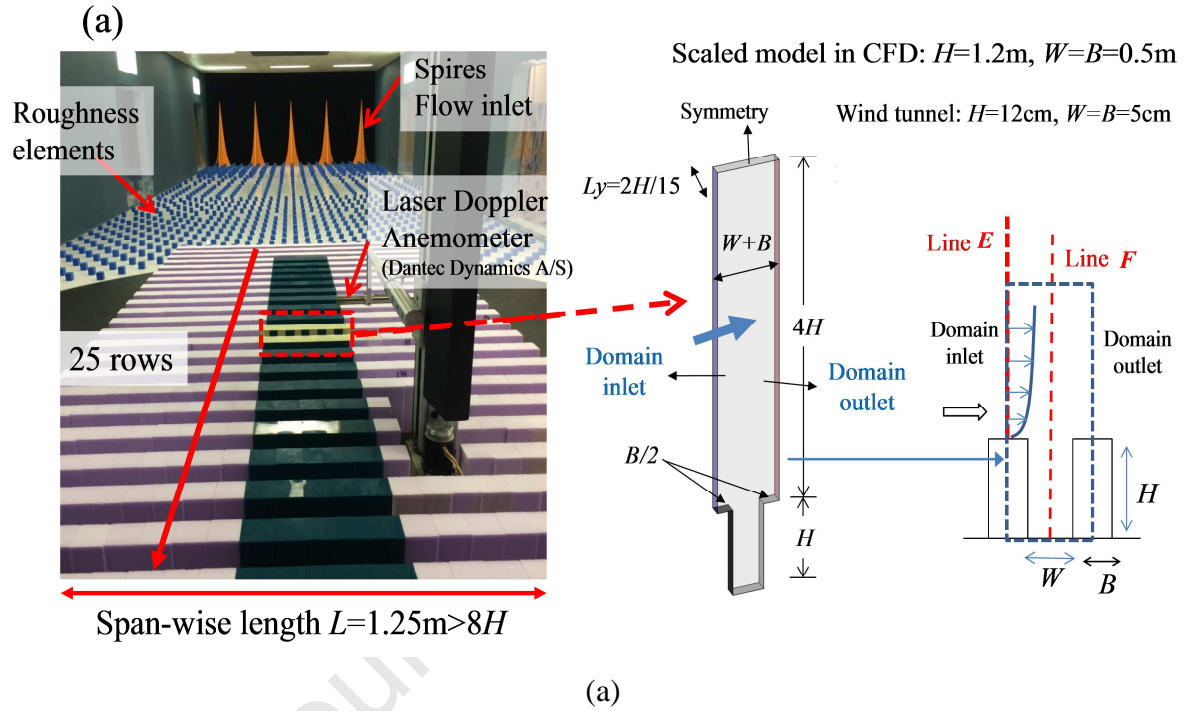 (a)
Spires
Flow inlet
Roughness
elements
Laser Doppler
Anemometer
(Dantec Dynamics A/S)
25 rows
Span-wise length L=1.25m>8H
Scaled model in CFD: H=1.2m, W=B=0.5m
Wind tunnel: H=12cm, W=B=5cm
Symmetry
Ly=2H/15
W+B
4H
Domain
inlet
Domain
outlet
B/2
H
Line E
Line F
Domain
inlet
Domain
outlet
H
W
B
(a)